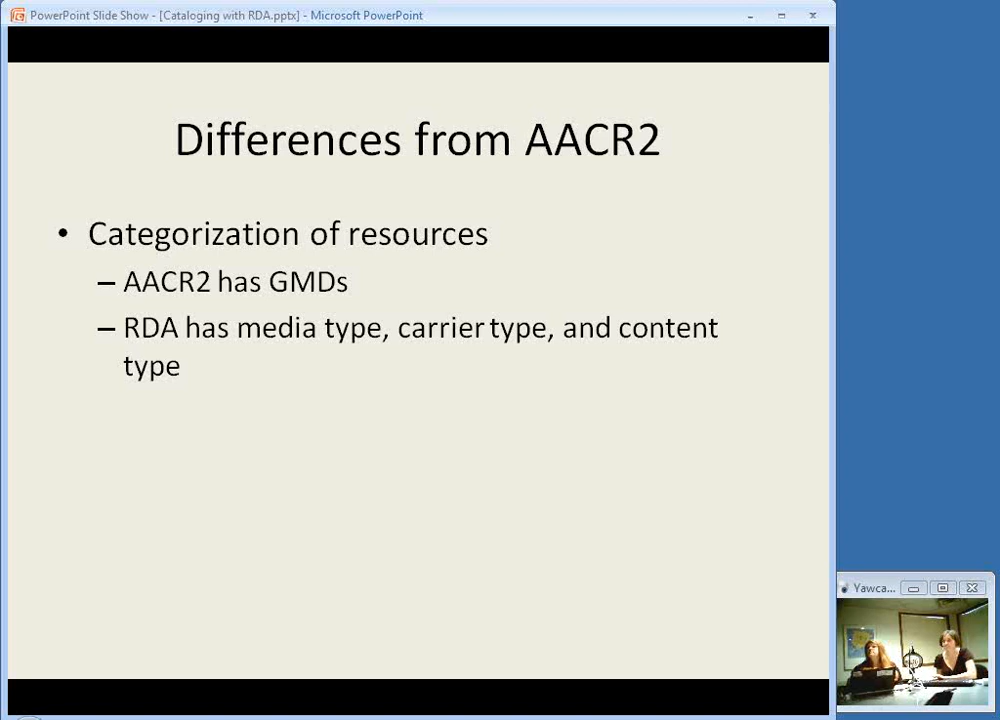 PowerPoint Slide Show - [Cataloging with RDA.pptx] - Microsoft PowerPoint
Differences from AACR2
• Categorization of resources
– AACR2 has GMDs
– RDA has media type, carrier type, and content
type
Yawca...